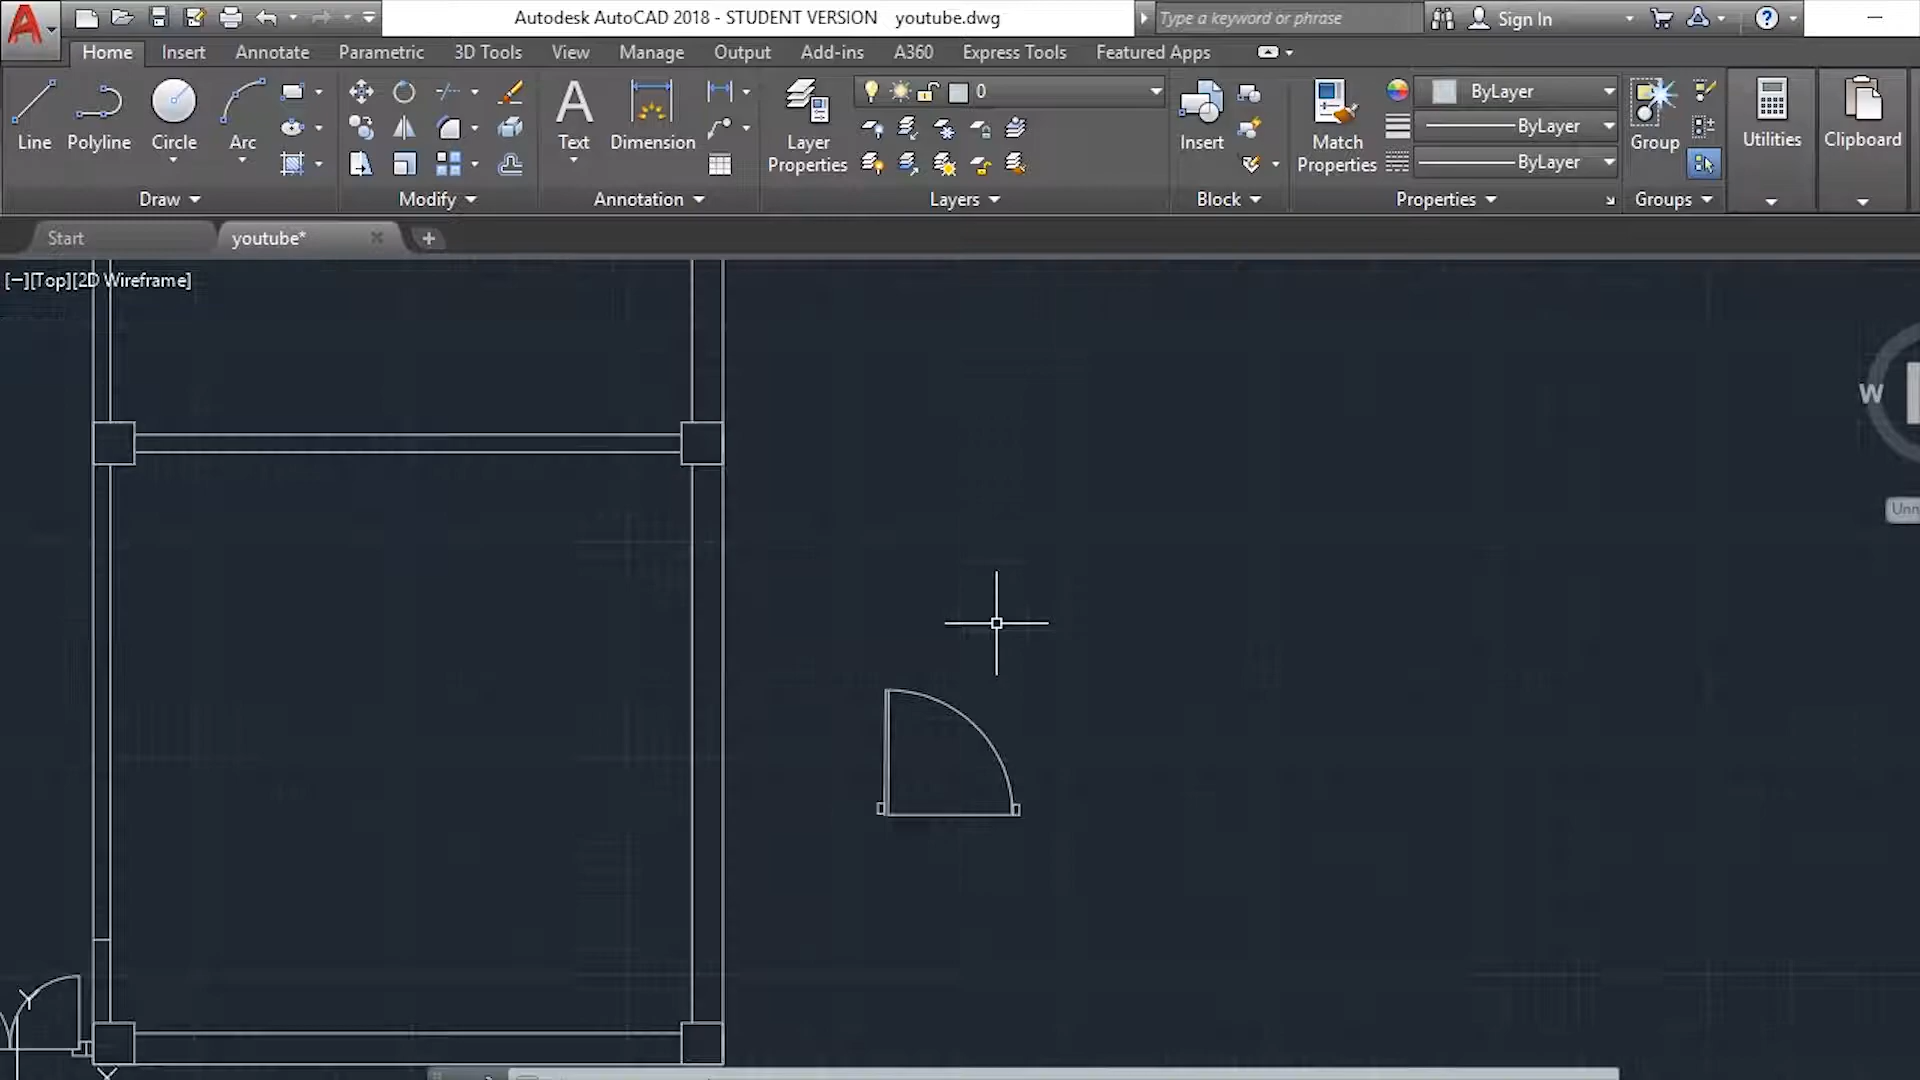 Autodesk AutoCAD 2018 - STUDENT VERSION youtube.dwg
Type a keyword or phrase
Sign In
Home Insert Annotate Parametric 3D Tools View Manage Output Add-ins A360 Express Tools Featured Apps
0
ByLayer
ByLayer
ByLayer
Line Polyline Circle Arc
Text Dimension
Layer Properties
Insert
Match Properties
Group
Utilities
Clipboard
Draw
Modify
Annotation
Layers
Block
Properties
Groups
Start
youtube*
[−][Top][2D Wireframe]
W
Unn
Y
X